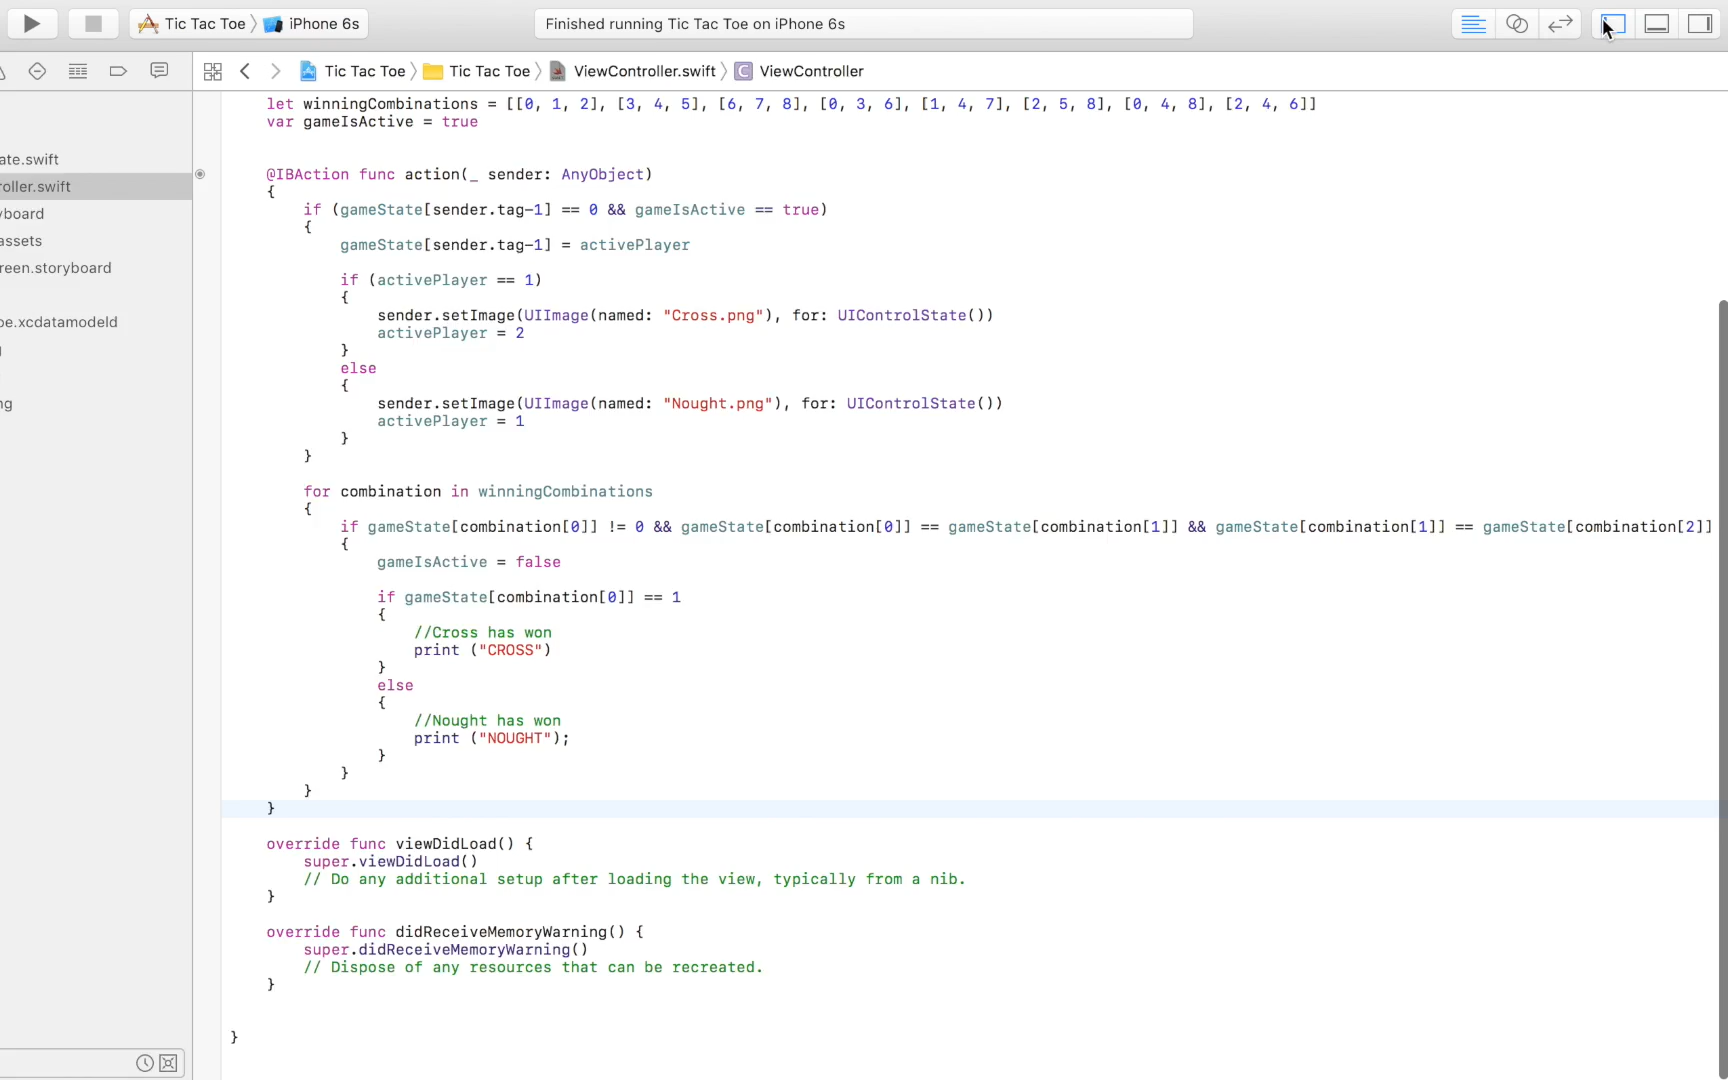 Tic Tac Toe 〉 iPhone 6s
Finished running Tic Tac Toe on iPhone 6s
Tic Tac Toe 〉 Tic Tac Toe 〉 ViewController.swift 〉 C ViewController
ate.swift
oller.swift
yboard
assets
reen.storyboard
oe.xcdatamodeld
ng
let winningCombinations = [[0, 1, 2], [3, 4, 5], [6, 7, 8], [0, 3, 6], [1, 4, 7], [2, 5, 8], [0, 4, 8], [2, 4, 6]]
var gameIsActive = true
@IBAction func action(_ sender: AnyObject)
{
if (gameState[sender.tag-1] == 0 && gameIsActive == true)
{
gameState[sender.tag-1] = activePlayer
if (activePlayer == 1)
{
sender.setImage(UIImage(named: "Cross.png"), for: UIControlState())
activePlayer = 2
}
else
{
sender.setImage(UIImage(named: "Nought.png"), for: UIControlState())
activePlayer = 1
}
}
for combination in winningCombinations
{
if gameState[combination[0]] != 0 && gameState[combination[0]] == gameState[combination[1]] && gameState[combination[1]] == gameState[combination[2]]
{
gameIsActive = false
if gameState[combination[0]] == 1
{
//Cross has won
print ("CROSS")
}
else
{
//Nought has won
print ("NOUGHT");
}
}
}
}
override func viewDidLoad() {
super.viewDidLoad()
// Do any additional setup after loading the view, typically from a nib.
}
override func didReceiveMemoryWarning() {
super.didReceiveMemoryWarning()
// Dispose of any resources that can be recreated.
}
}